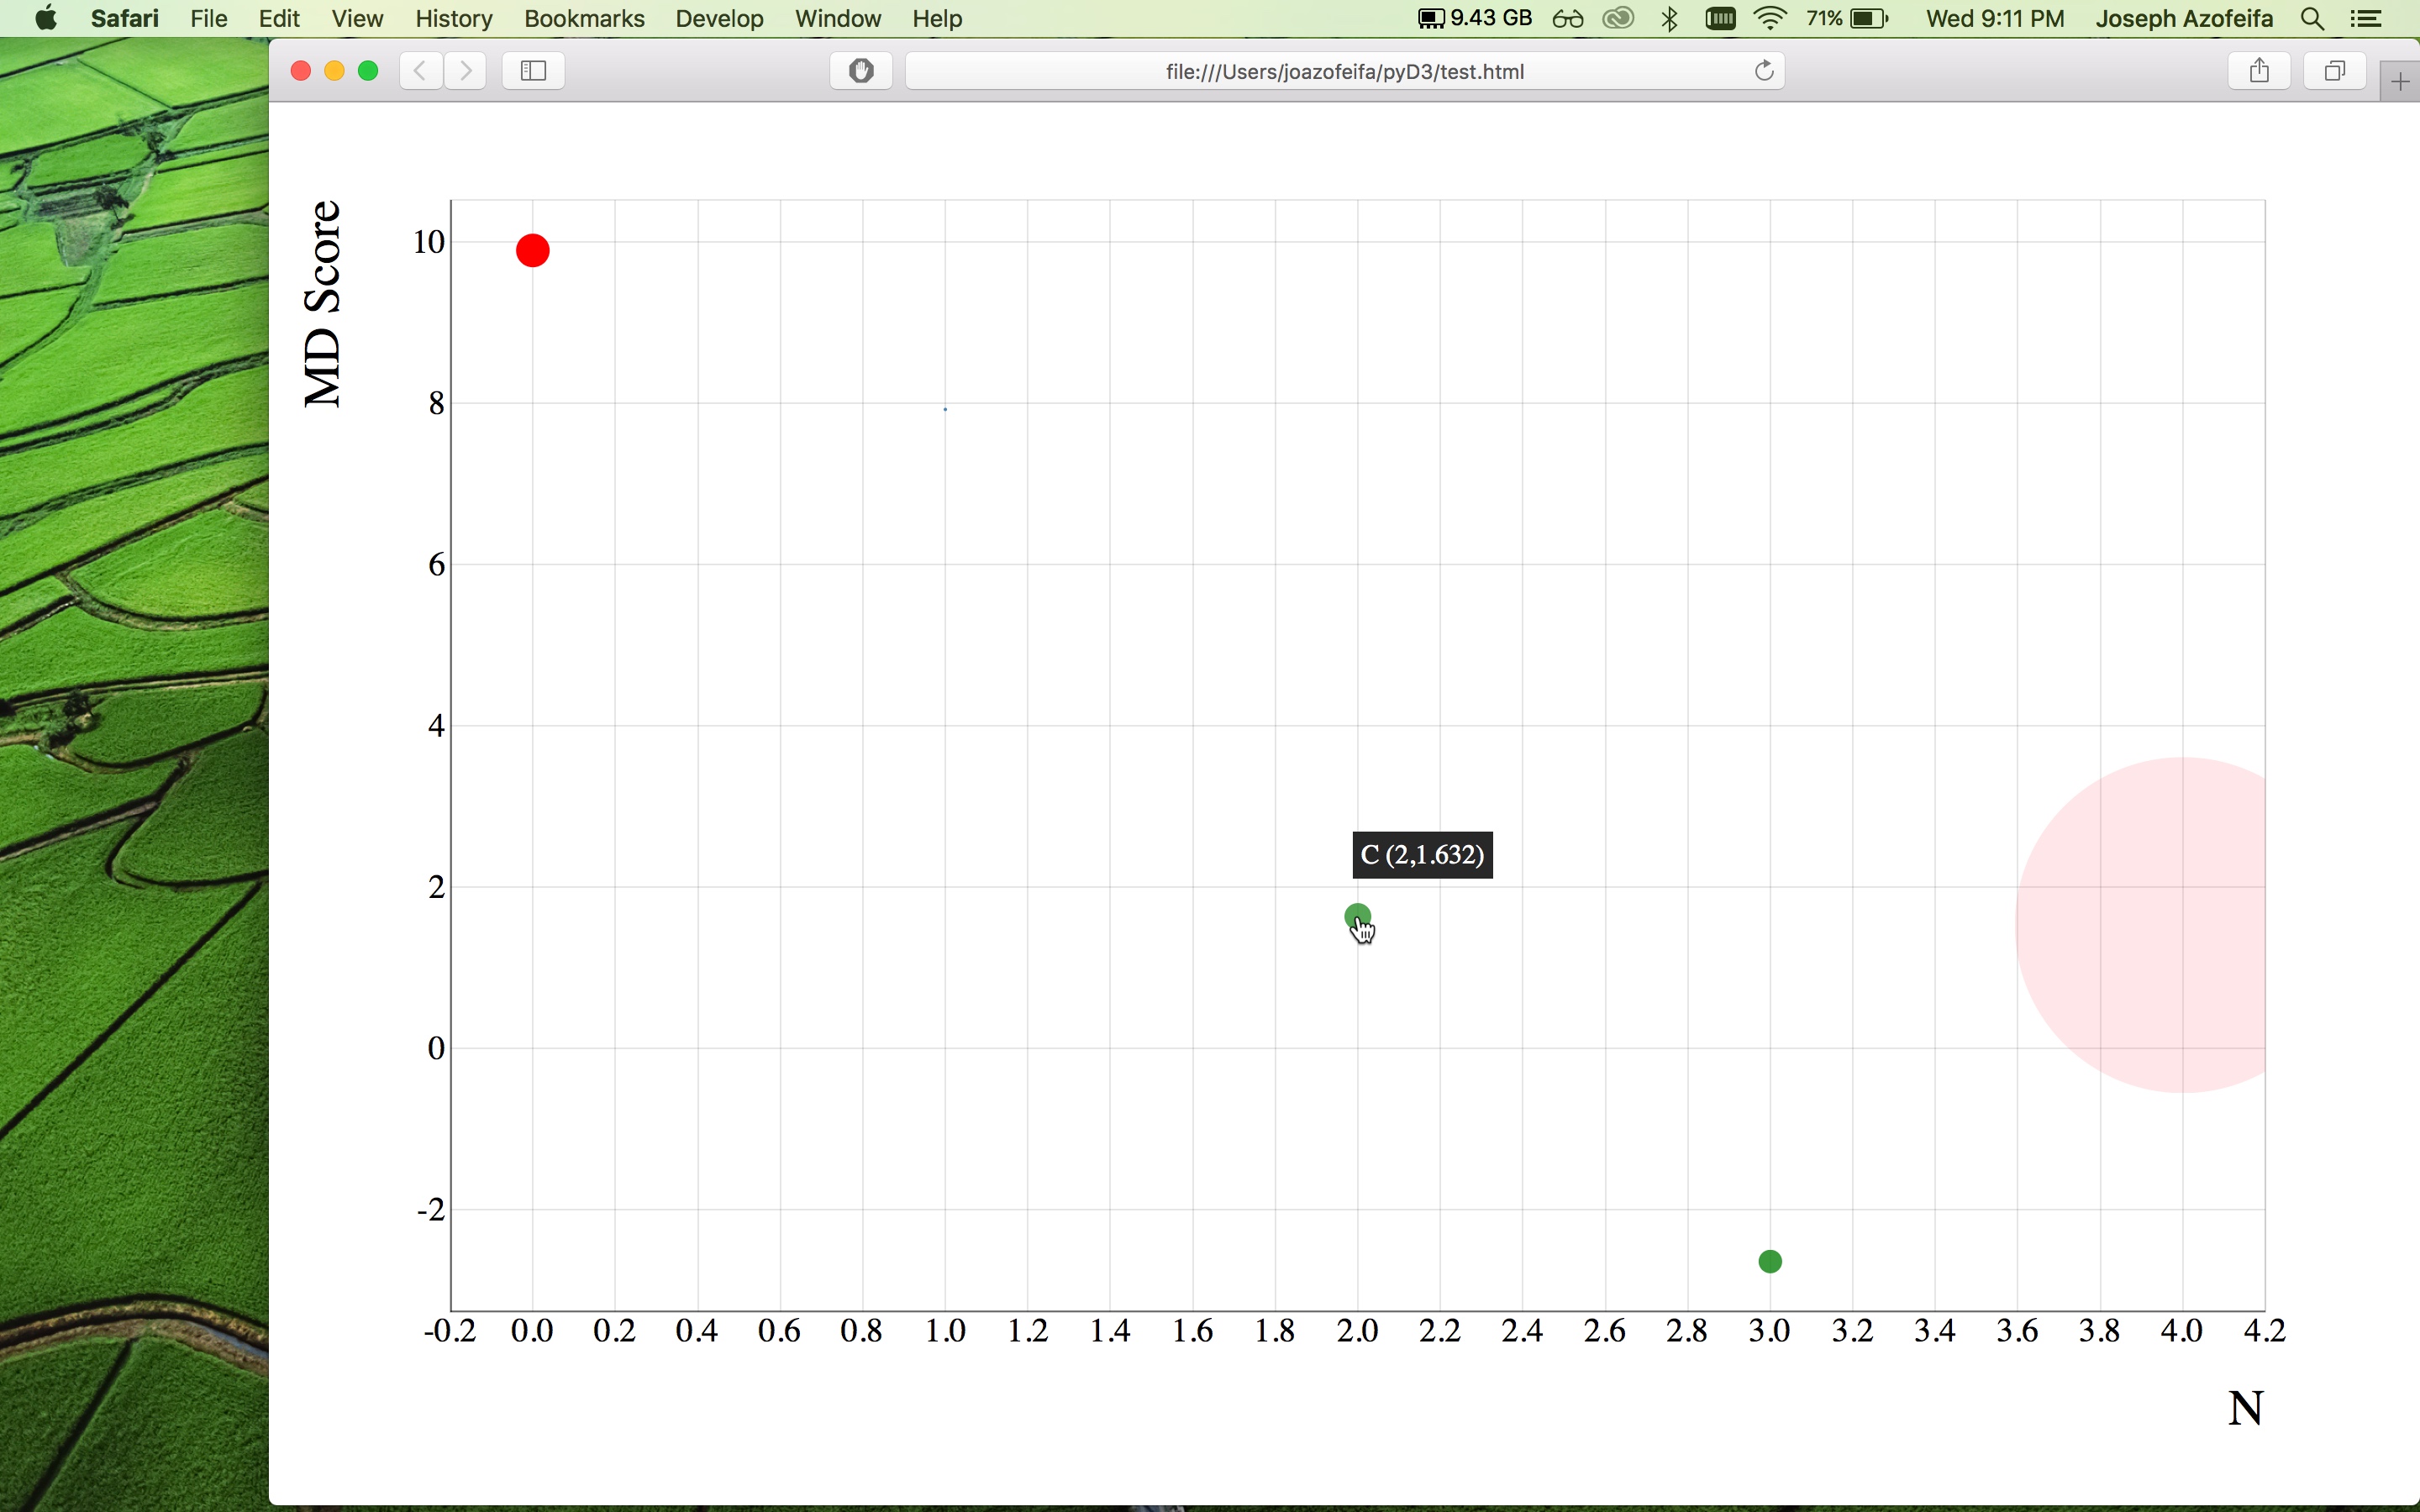 Safari File Edit View History Bookmarks Develop Window Help 9.43 GB 71% Wed 9:11 PM Joseph Azofeifa
file:///Users/joazofeifa/pyD3/test.html
MD Score
10
8
6
4
C (2,1.632)
2
0
-2
-0.2 0.0 0.2 0.4 0.6 0.8 1.0 1.2 1.4 1.6 1.8 2.0 2.2 2.4 2.6 2.8 3.0 3.2 3.4 3.6 3.8 4.0 4.2
N